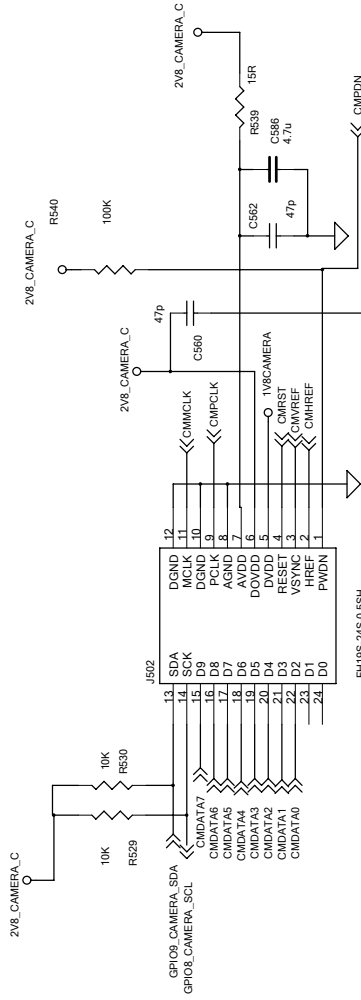 2V8_CAMERA_C
R540
100K
2V8_CAMERA_C
2V8_CAMERA_C
47p
C560
R539
15R
C562
47p
C586
4.7u
CMPDN
2V8_CAMERA_C
10K
R530
10K
R529
GPIO9_CAMERA_SDA
GPIO8_CAMERA_SCL
J502
13 SDA
14 SCK
15 D9
16 D8
17 D7
18 D6
19 D5
20 D4
21 D3
22 D2
23 D1
24 D0
DGND 12
MCLK 11
DGND 10
PCLK 9
AGND 8
AVDD 7
DOVDD 6
DVDD 5
RESET 4
VSYNC 3
HREF 2
PWDN 1
CMDATA7
CMDATA6
CMDATA5
CMDATA4
CMDATA3
CMDATA2
CMDATA1
CMDATA0
CMMCLK
CMPCLK
1V8CAMERA
CMRST
CMVREF
CMHREF